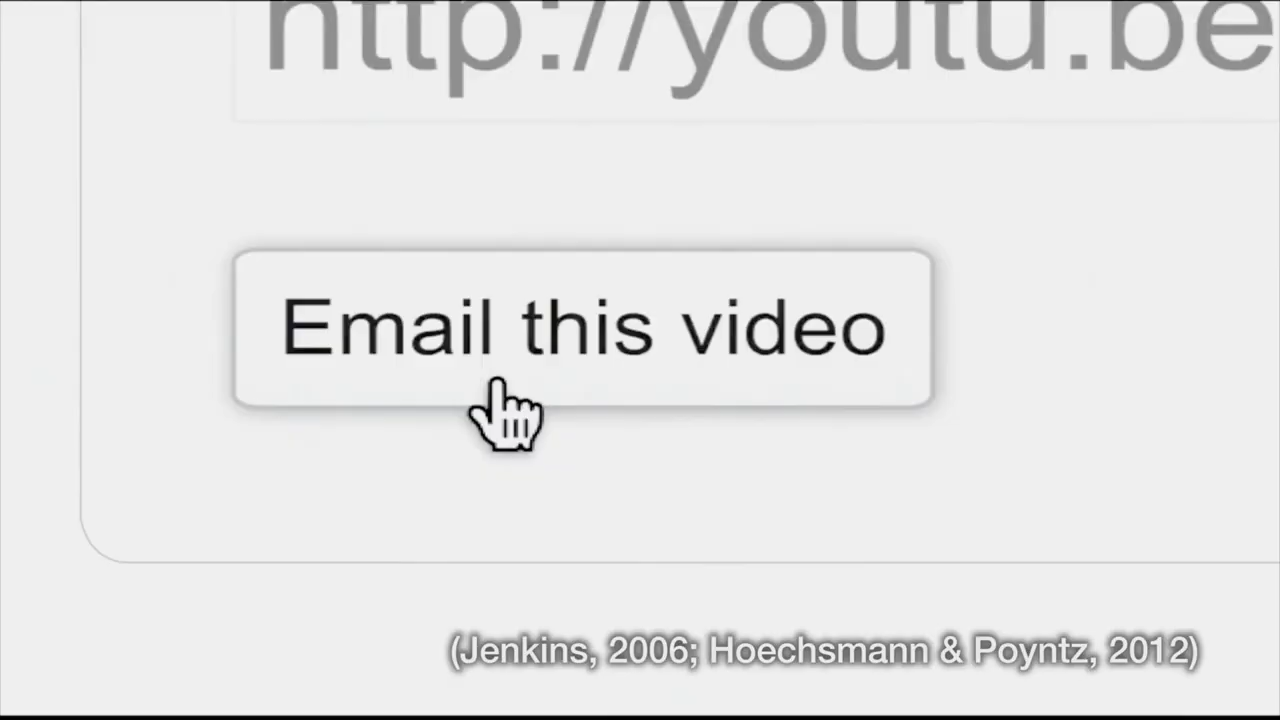 http://youtu.be
Email this video
(Jenkins, 2006; Hoechsmann & Poyntz, 2012)